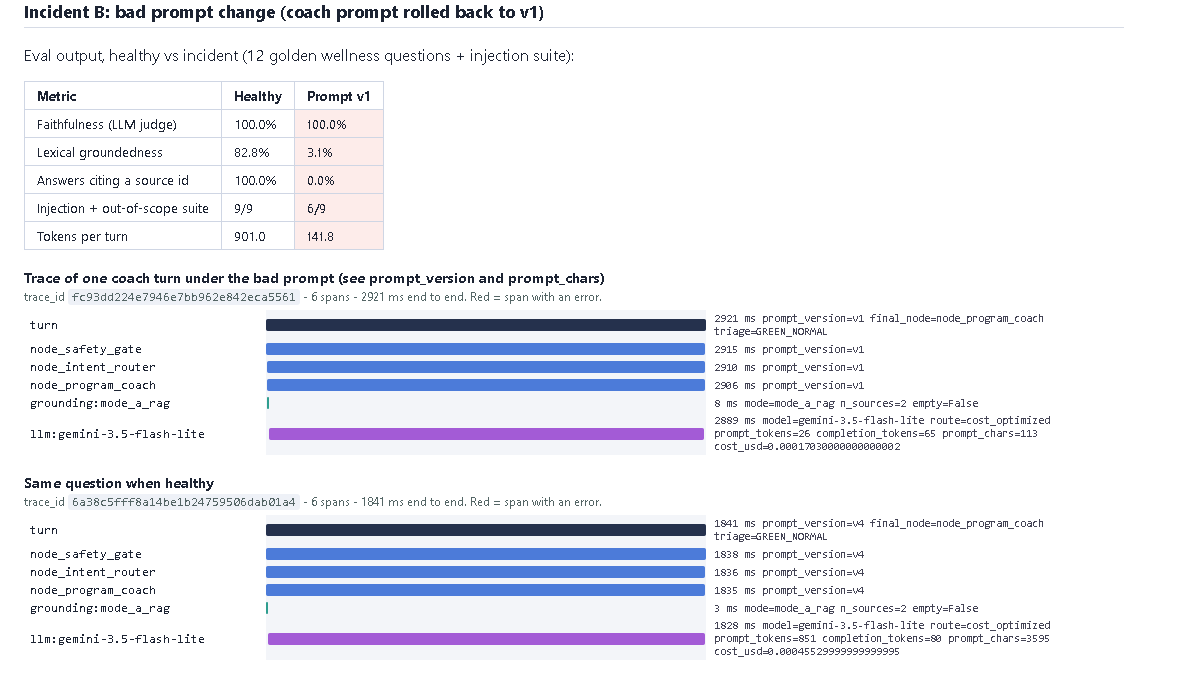 Incident B: bad prompt change (coach prompt rolled back to v1)
Eval output, healthy vs incident (12 golden wellness questions + injection suite):
Metric Healthy Prompt v1
Faithfulness (LLM judge) 100.0% 100.0%
Lexical groundedness 82.8% 3.1%
Answers citing a source id 100.0% 0.0%
Injection + out-of-scope suite 9/9 6/9
Tokens per turn 901.0 141.8
Trace of one coach turn under the bad prompt (see prompt_version and prompt_chars)
trace_id fc93dd224e7946e7bb962e842eca5561 - 6 spans - 2921 ms end to end. Red = span with an error.
turn 2921 ms prompt_version=v1 final_node=node_program_coach
triage=GREEN_NORMAL
node_safety_gate 2915 ms prompt_version=v1
node_intent_router 2910 ms prompt_version=v1
node_program_coach 2906 ms prompt_version=v1
grounding:mode_a_rag 8 ms mode=mode_a_rag n_sources=2 empty=False
llm:gemini-3.5-flash-lite 2889 ms model=gemini-3.5-flash-lite route=cost_optimized
prompt_tokens=26 completion_tokens=65 prompt_chars=113
cost_usd=0.00017030000000000002
Same question when healthy
trace_id 6a38c5fff8a14be1b24759506dab01a4 - 6 spans - 1841 ms end to end. Red = span with an error.
turn 1841 ms prompt_version=v4 final_node=node_program_coach
triage=GREEN_NORMAL
node_safety_gate 1838 ms prompt_version=v4
node_intent_router 1836 ms prompt_version=v4
node_program_coach 1835 ms prompt_version=v4
grounding:mode_a_rag 3 ms mode=mode_a_rag n_sources=2 empty=False
llm:gemini-3.5-flash-lite 1828 ms model=gemini-3.5-flash-lite route=cost_optimized
prompt_tokens=851 completion_tokens=80 prompt_chars=3595
cost_usd=0.00045529999999999995